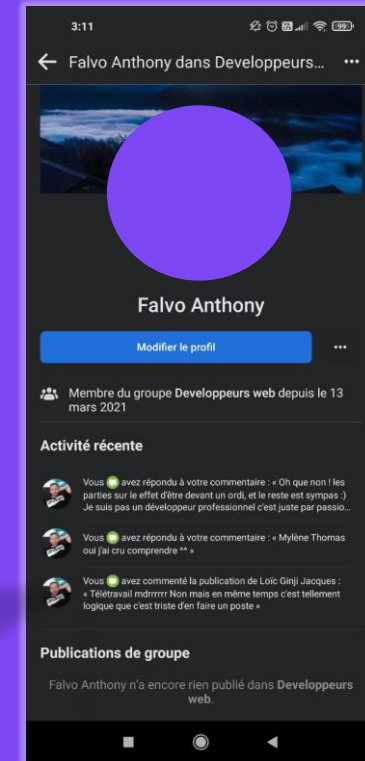 3:11
99
Falvo Anthony dans Developpeurs...
Falvo Anthony
Modifier le profil
Membre du groupe Developpeurs web depuis le 13
mars 2021
Activité récente
Vous avez répondu à votre commentaire : « Oh que non ! les
parties sur le effet d'être devant un ordi, et le reste est sympas :)
Je suis pas un développeur professionnel c'est juste par passio...
Vous avez répondu à votre commentaire : « Mylène Thomas
oui j'ai cru comprendre ^^ »
Vous avez commenté la publication de Loïc Ginji Jacques :
« Télétravail mdrrrrr Non mais en même temps c'est tellement
logique que c'est triste d'en faire un poste »
Publications de groupe
Falvo Anthony n'a encore rien publié dans Developpeurs
web.